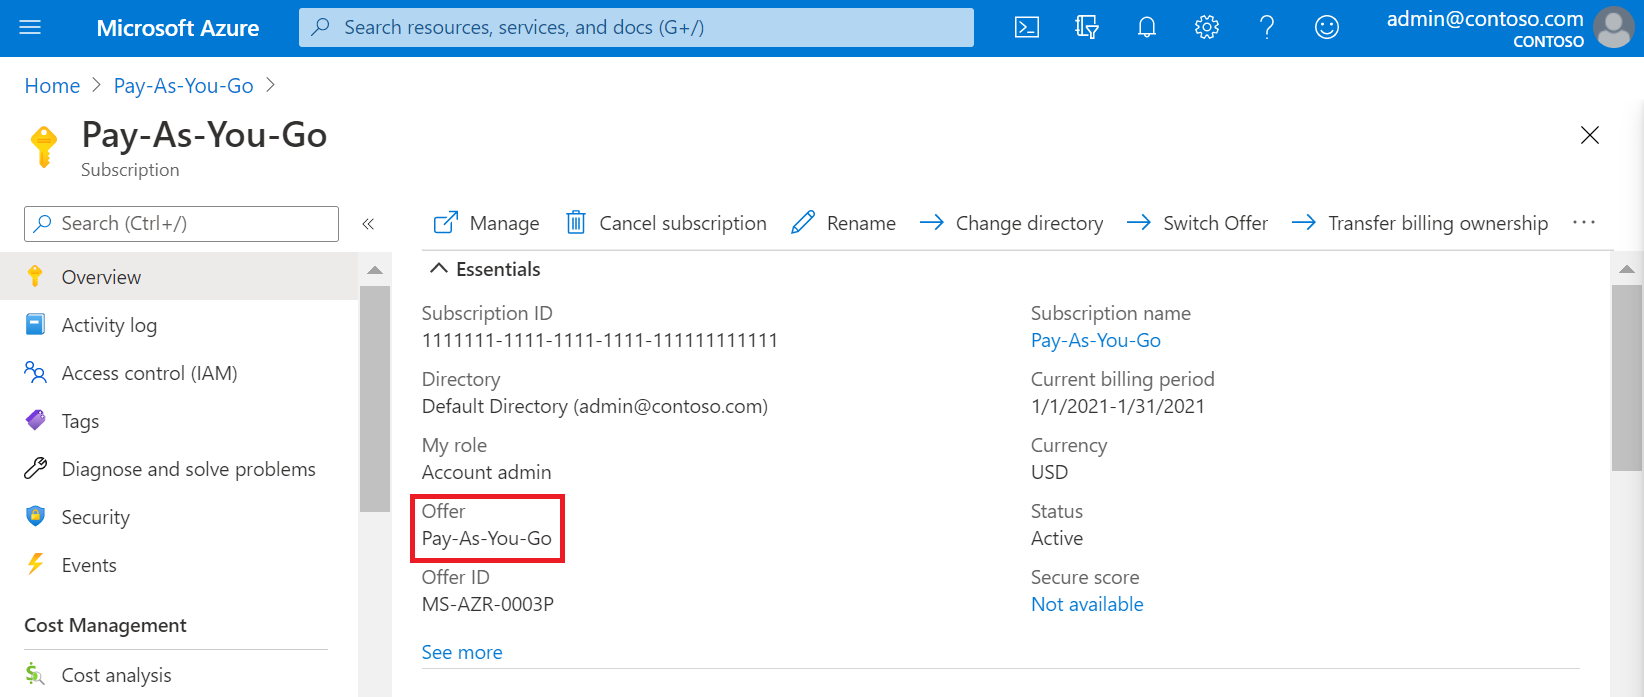 Microsoft Azure
Search resources, services, and docs (G+/)
admin@contoso.com
CONTOSO
Home > Pay-As-You-Go >
Pay-As-You-Go
Subscription
Search (Ctrl+/)
«
Manage
Cancel subscription
Rename
Change directory
Switch Offer
Transfer billing ownership
...
Overview
Activity log
Access control (IAM)
Tags
Diagnose and solve problems
Security
Events
Cost Management
Cost analysis
Essentials
Subscription ID
1111111-1111-1111-1111-111111111111
Directory
Default Directory (admin@contoso.com)
My role
Account admin
Offer
Pay-As-You-Go
Offer ID
MS-AZR-0003P
See more
Subscription name
Pay-As-You-Go
Current billing period
1/1/2021-1/31/2021
Currency
USD
Status
Active
Secure score
Not available